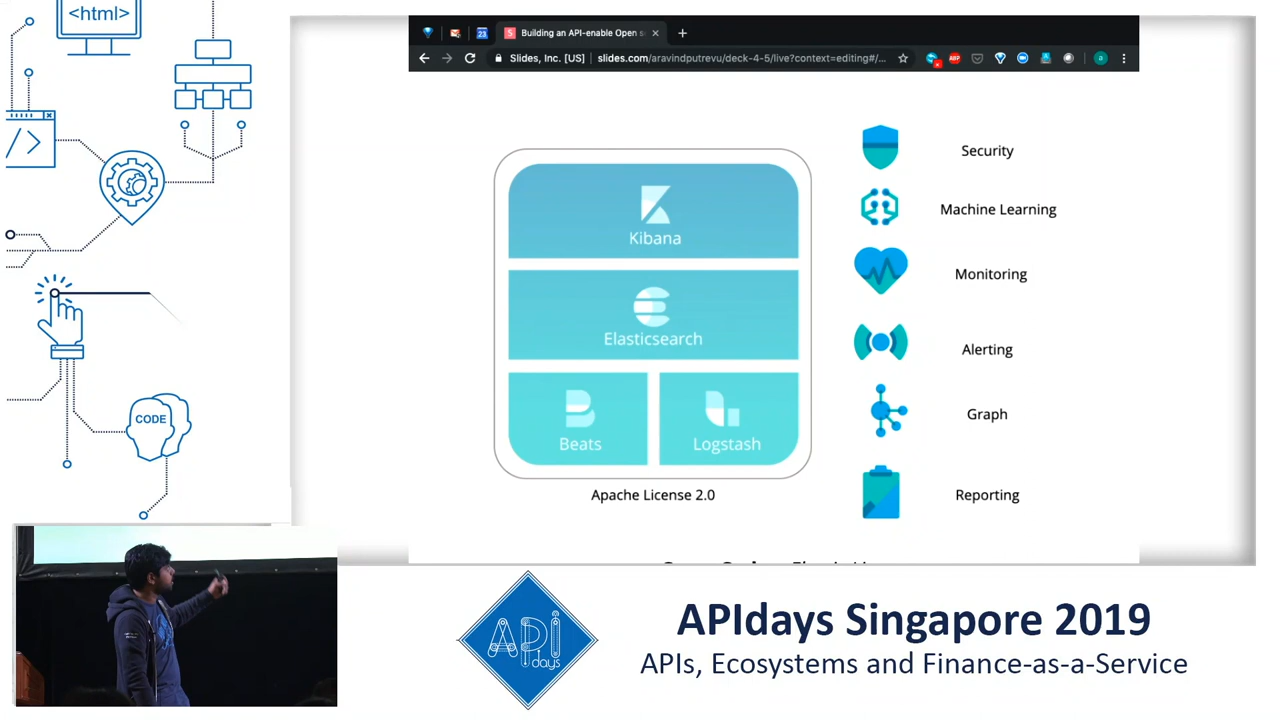 <html>
</>
CODE
23
Building an API-enable Open s
Slides, Inc. [US]
slides.com/aravindputrevu/deck-4-5/live?context=editing#/...
ABP
a
Kibana
Elasticsearch
Beats
Logstash
Apache License 2.0
Security
Machine Learning
Monitoring
Alerting
Graph
Reporting
API
days
APIdays Singapore 2019
APIs, Ecosystems and Finance-as-a-Service